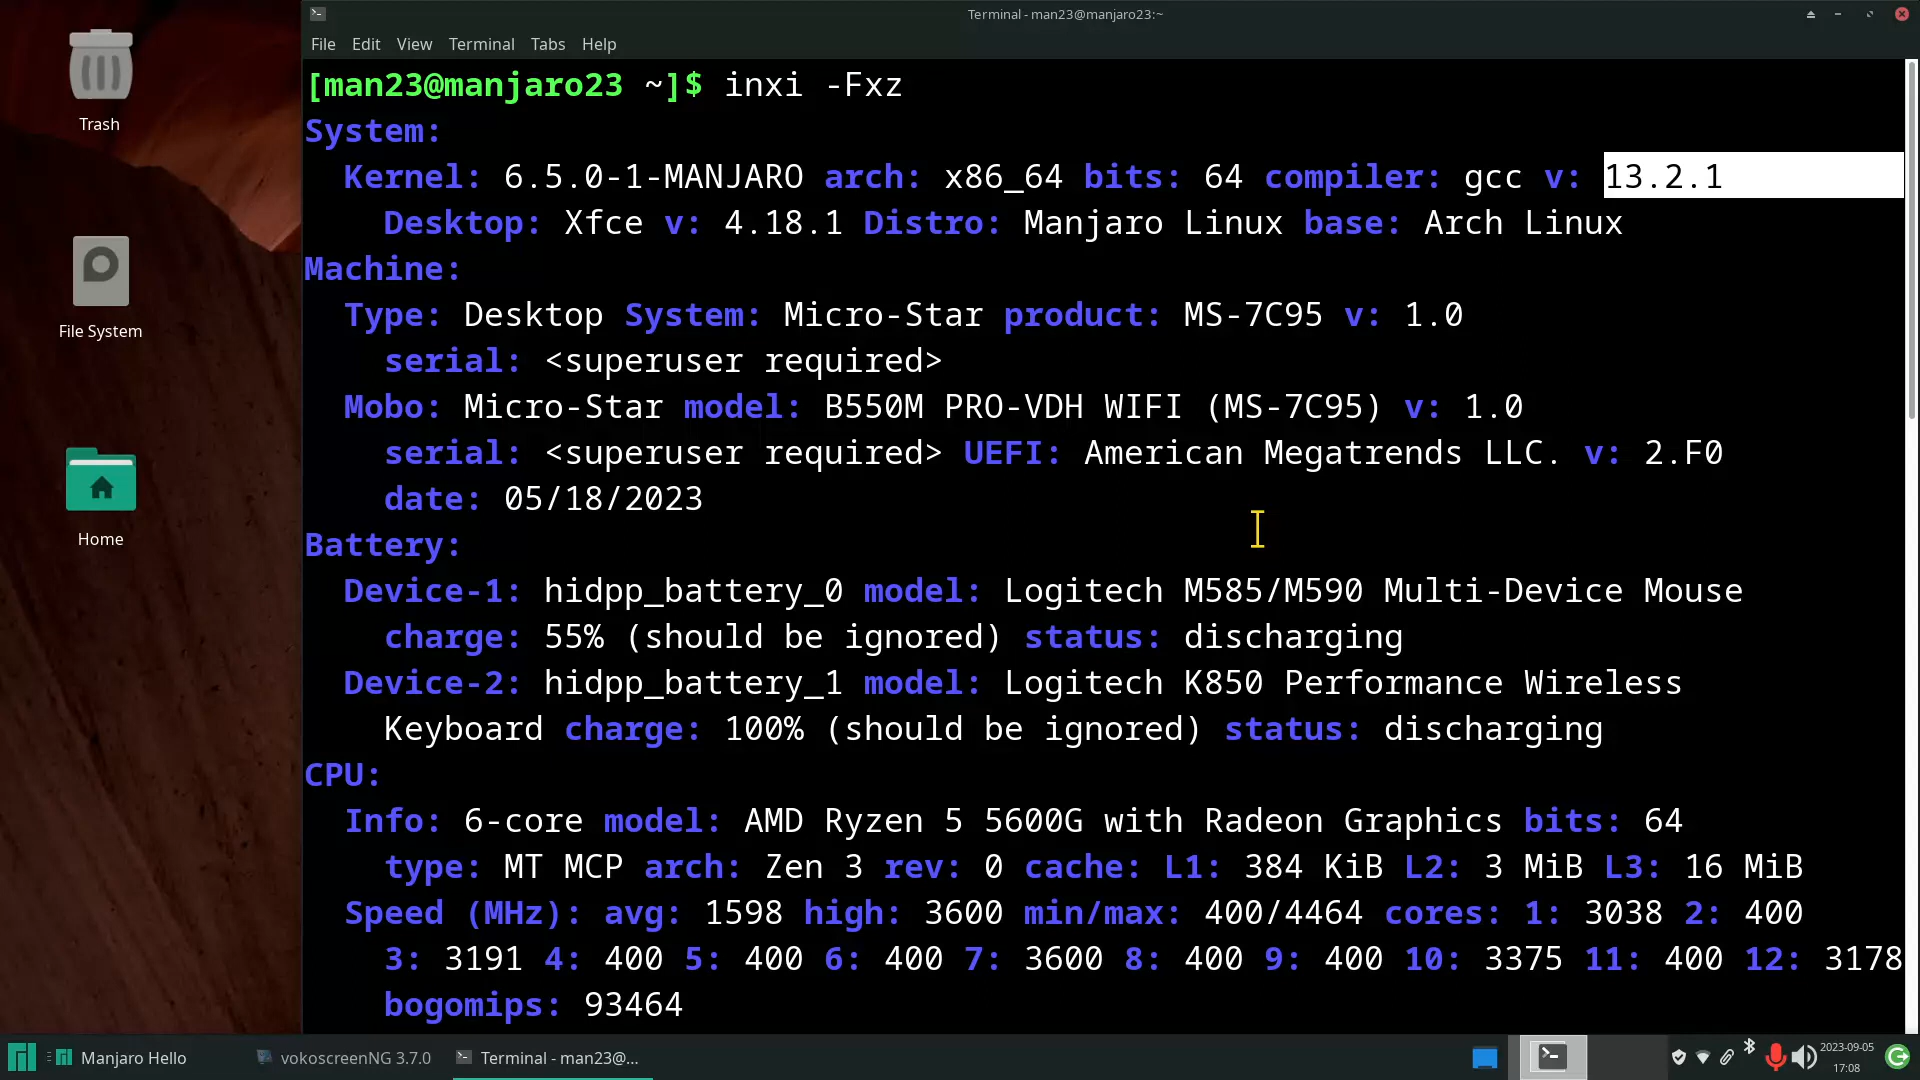 Terminal - man23@manjaro23:~
File Edit View Terminal Tabs Help
Trash
File System
Home
[man23@manjaro23 ~]$ inxi -Fxz
System:
Kernel: 6.5.0-1-MANJARO arch: x86_64 bits: 64 compiler: gcc v: 13.2.1
Desktop: Xfce v: 4.18.1 Distro: Manjaro Linux base: Arch Linux
Machine:
Type: Desktop System: Micro-Star product: MS-7C95 v: 1.0
serial: <superuser required>
Mobo: Micro-Star model: B550M PRO-VDH WIFI (MS-7C95) v: 1.0
serial: <superuser required> UEFI: American Megatrends LLC. v: 2.F0
date: 05/18/2023
Battery:
Device-1: hidpp_battery_0 model: Logitech M585/M590 Multi-Device Mouse
charge: 55% (should be ignored) status: discharging
Device-2: hidpp_battery_1 model: Logitech K850 Performance Wireless
Keyboard charge: 100% (should be ignored) status: discharging
CPU:
Info: 6-core model: AMD Ryzen 5 5600G with Radeon Graphics bits: 64
type: MT MCP arch: Zen 3 rev: 0 cache: L1: 384 KiB L2: 3 MiB L3: 16 MiB
Speed (MHz): avg: 1598 high: 3600 min/max: 400/4464 cores: 1: 3038 2: 400
3: 3191 4: 400 5: 400 6: 400 7: 3600 8: 400 9: 400 10: 3375 11: 400 12: 3178
bogomips: 93464
Manjaro Hello
vokoscreenNG 3.7.0
Terminal - man23@...
2023-09-05
17:08